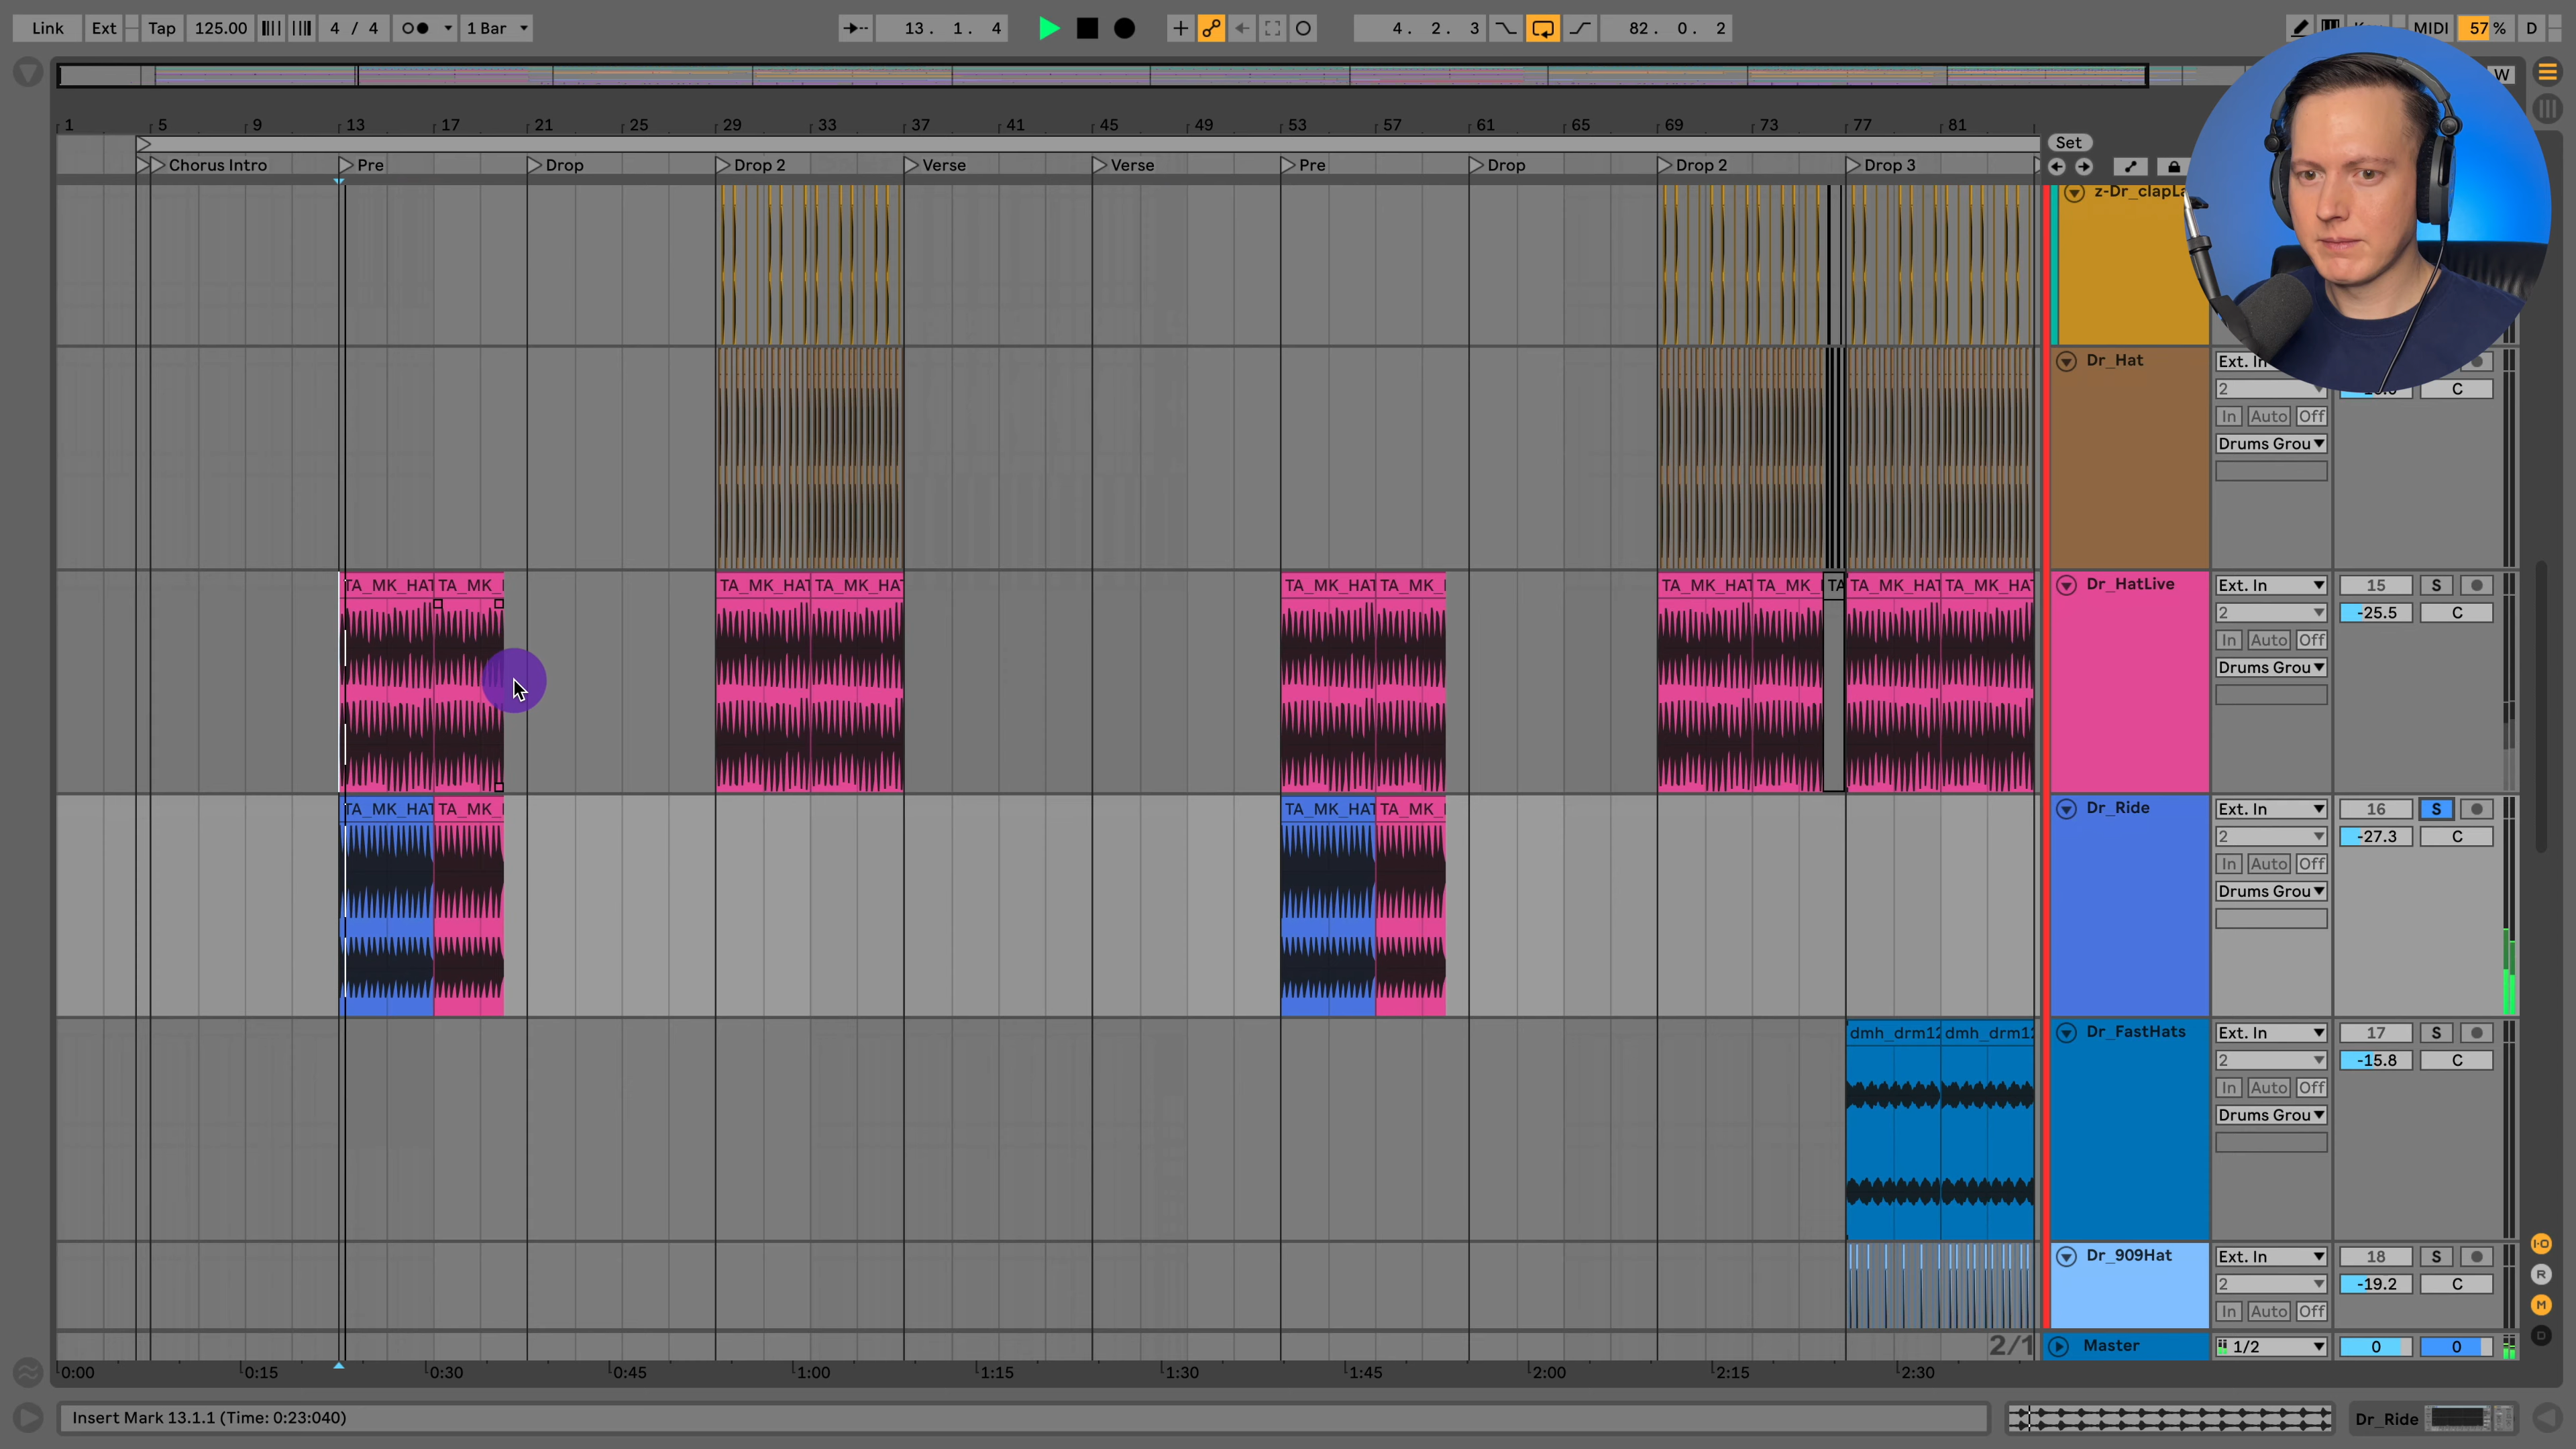 Link Ext Tap 125.00 4 / 4 1 Bar 13. 1. 4 4. 2. 3 82. 0. 2 MIDI 57 % D
W
1 5 9 13 17 21 25 29 33 37 41 45 49 53 57 61 65 69 73 77 81
Set
Chorus Intro Pre Drop Drop 2 Verse Verse Pre Drop Drop 2 Drop 3
z-Dr_clapLa
Dr_Hat Ext. In
2 C
In Auto Off
Drums Grou
TA_MK_HAT TA_MK_ TA_MK_HAT TA_MK_HA TA_MK_HAT TA_MK_ TA_MK_HAT TA_MK_ TA TA_MK_HAT TA_MK_HA Dr_HatLive Ext. In 15 S
2 -25.5 C
In Auto Off
Drums Grou
TA_MK_HAT TA_MK_ TA_MK_HAT TA_MK_ Dr_Ride Ext. In 16 S
2 -27.3 C
In Auto Off
Drums Grou
dmh_drm12 dmh_drm12 Dr_FastHats Ext. In 17 S
2 -15.8 C
In Auto Off
Drums Grou
Dr_909Hat Ext. In 18 S
2 -19.2 C
In Auto Off
2/1 Master 1/2 0 0
0:00 0:15 0:30 0:45 1:00 1:15 1:30 1:45 2:00 2:15 2:30
I-O
R
M
D
Insert Mark 13.1.1 (Time: 0:23:040) Dr_Ride